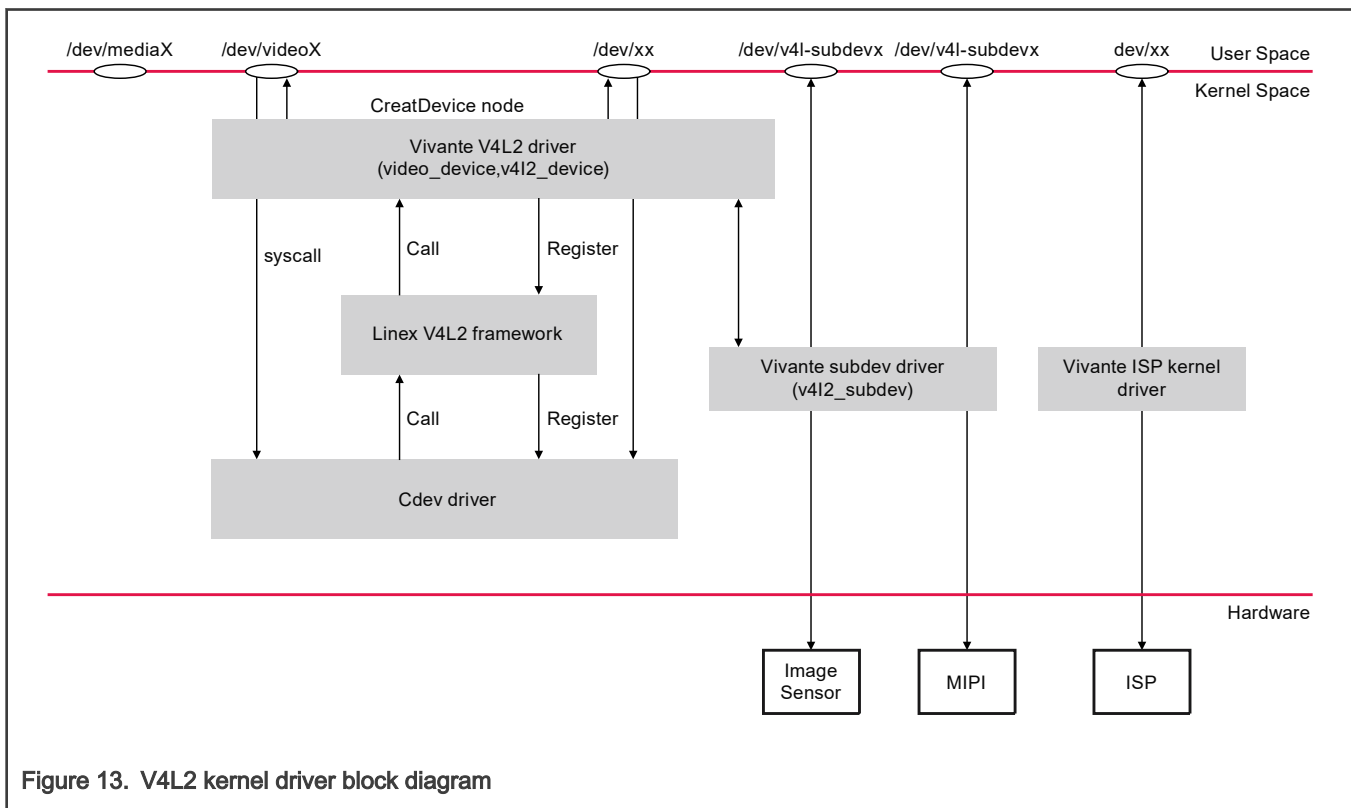 /dev/mediaX /dev/videoX /dev/xx /dev/v4l-subdevx /dev/v4l-subdevx dev/xx
User Space
Kernel Space
CreatDevice node
Vivante V4L2 driver
(video_device,v4l2_device)
syscall
Call
Register
Linex V4L2 framework
Vivante subdev driver
(v4l2_subdev)
Vivante ISP kernel
driver
Call
Register
Cdev driver
Hardware
Image
Sensor
MIPI
ISP
Figure 13. V4L2 kernel driver block diagram